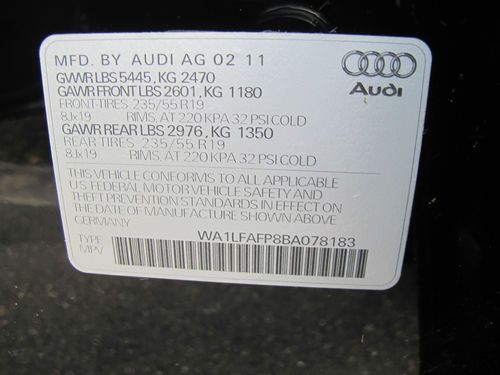 MFD. BY AUDI AG 02 11
GVWR LBS 5445, KG 2470
GAWR FRONT LBS 2601, KG 1180
FRONT-TIRES 235/55 R19
8Jx19 RIMS, AT 220 KPA 32 PSI COLD
GAWR REAR LBS 2976, KG 1350
REAR-TIRES 235/55 R19
8Jx19 RIMS, AT 220 KPA 32 PSI COLD
THIS VEHICLE CONFORMS TO ALL APPLICABLE
US FEDERAL MOTOR VEHICLE SAFETY AND
THEFT PREVENTION STANDARDS IN EFFECT
ON THE DATE OF MANUFACTURE SHOWN ABOVE
GERMANY
WA1LFAFP8BA078183
TYPE
MPV
Audi